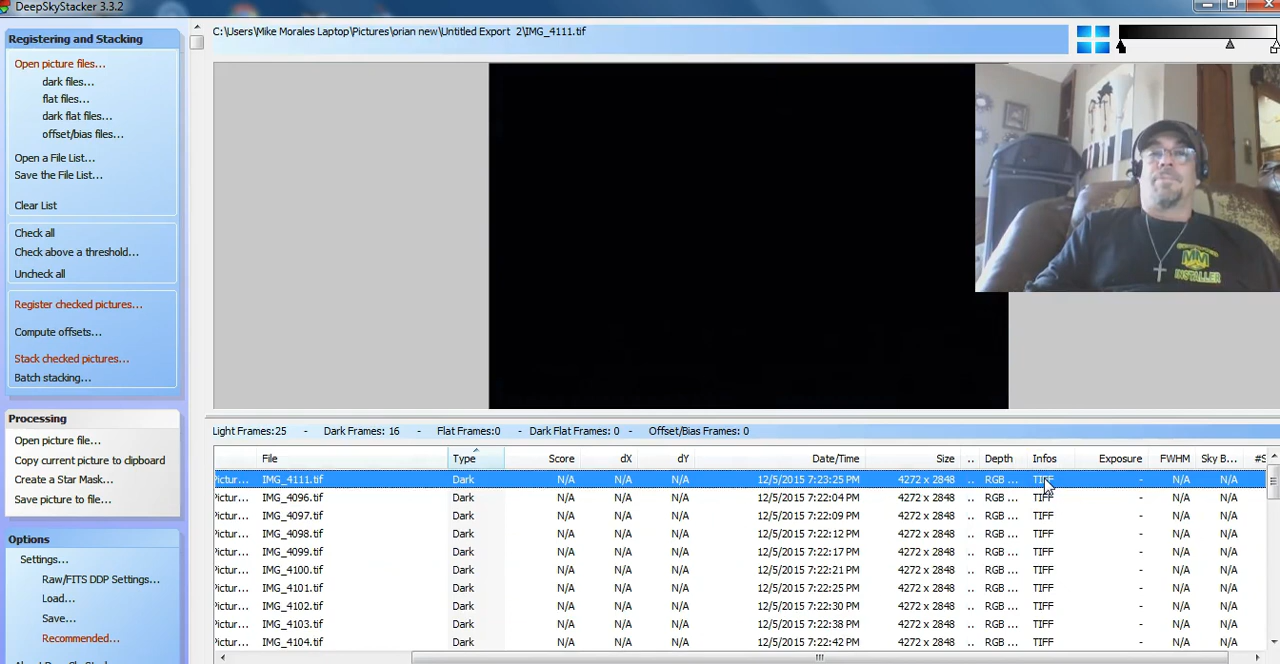 DeepSkyStacker 3.3.2
Registering and Stacking
Open picture files...
dark files...
flat files...
dark flat files...
offset/bias files...
Open a File List...
Save the File List...
Clear List
Check all
Check above a threshold...
Uncheck all
Register checked pictures...
Compute offsets...
Stack checked pictures...
Batch stacking...
Processing
Open picture file...
Copy current picture to clipboard
Create a Star Mask...
Save picture to file...
Options
Settings...
Raw/FITS DDP Settings...
Load...
Save...
Recommended...
C:\Users\Mike Morales Laptop\Pictures\orian new\Untitled Export 2\IMG_4111.tif
MM
INSTALLER
Light Frames:25 - Dark Frames: 16 - Flat Frames:0 - Dark Flat Frames: 0 - Offset/Bias Frames: 0
File Type Score dX dY Date/Time Size .. Depth Infos Exposure FWHM Sky B... #S
Pictur... IMG_4111.tif Dark N/A N/A N/A 12/5/2015 7:23:25 PM 4272 x 2848 .. RGB ... TIFF - N/A N/A
Pictur... IMG_4096.tif Dark N/A N/A N/A 12/5/2015 7:22:04 PM 4272 x 2848 .. RGB ... TIFF - N/A N/A
Pictur... IMG_4097.tif Dark N/A N/A N/A 12/5/2015 7:22:09 PM 4272 x 2848 .. RGB ... TIFF - N/A N/A
Pictur... IMG_4098.tif Dark N/A N/A N/A 12/5/2015 7:22:12 PM 4272 x 2848 .. RGB ... TIFF - N/A N/A
Pictur... IMG_4099.tif Dark N/A N/A N/A 12/5/2015 7:22:17 PM 4272 x 2848 .. RGB ... TIFF - N/A N/A
Pictur... IMG_4100.tif Dark N/A N/A N/A 12/5/2015 7:22:21 PM 4272 x 2848 .. RGB ... TIFF - N/A N/A
Pictur... IMG_4101.tif Dark N/A N/A N/A 12/5/2015 7:22:25 PM 4272 x 2848 .. RGB ... TIFF - N/A N/A
Pictur... IMG_4102.tif Dark N/A N/A N/A 12/5/2015 7:22:30 PM 4272 x 2848 .. RGB ... TIFF - N/A N/A
Pictur... IMG_4103.tif Dark N/A N/A N/A 12/5/2015 7:22:38 PM 4272 x 2848 .. RGB ... TIFF - N/A N/A
Pictur... IMG_4104.tif Dark N/A N/A N/A 12/5/2015 7:22:42 PM 4272 x 2848 .. RGB ... TIFF - N/A N/A